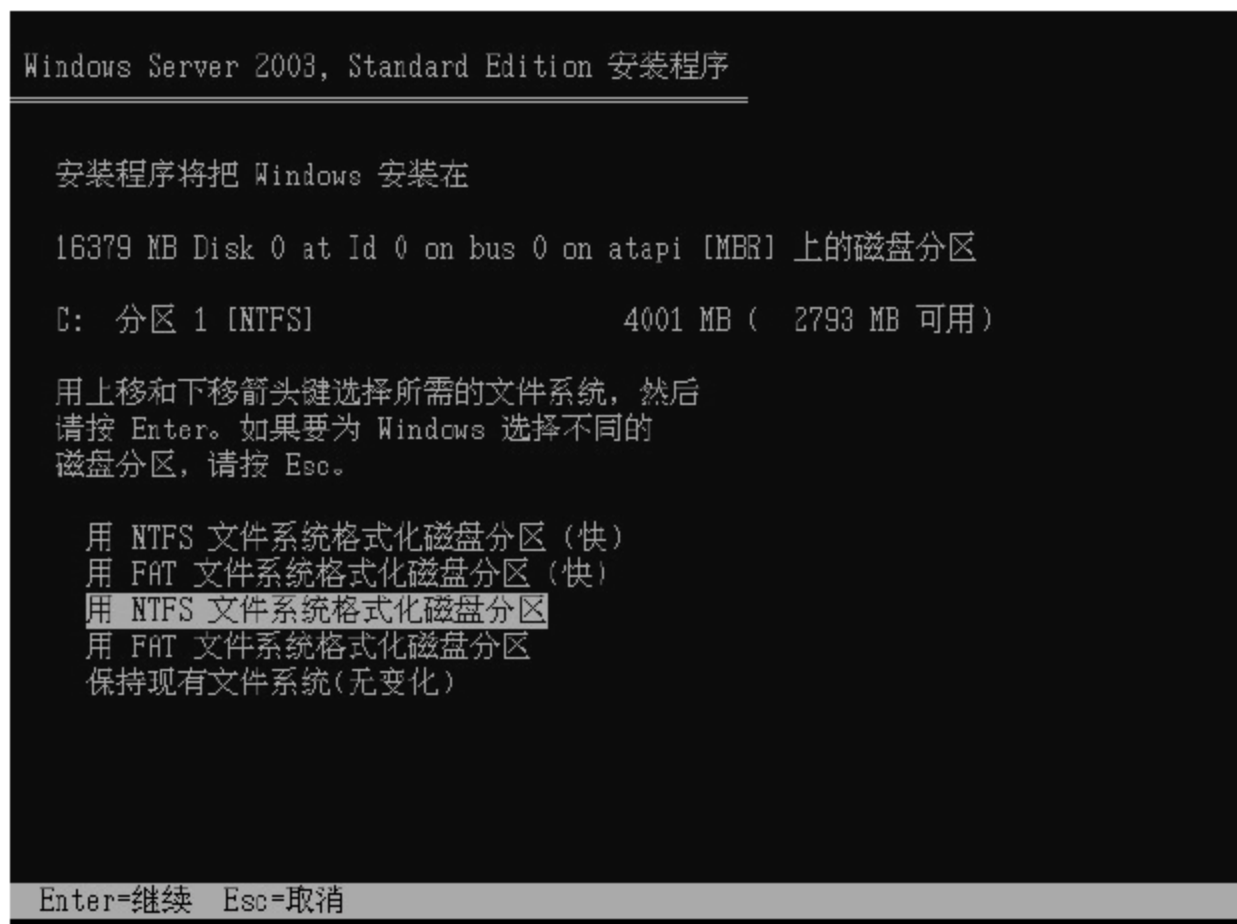 Windows Server 2003, Standard Edition 安装程序
安装程序将把 Windows 安装在
16379 MB Disk 0 at Id 0 on bus 0 on atapi [MBR] 上的磁盘分区
C: 分区 1 [NTFS] 4001 MB ( 2793 MB 可用)
用上移和下移箭头键选择所需的文件系统，然后
请按 Enter。如果要为 Windows 选择不同的
磁盘分区，请按 Esc。
用 NTFS 文件系统格式化磁盘分区(快)
用 FAT 文件系统格式化磁盘分区(快)
用 NTFS 文件系统格式化磁盘分区
用 FAT 文件系统格式化磁盘分区
保持现有文件系统(无变化)
Enter=继续 Esc=取消